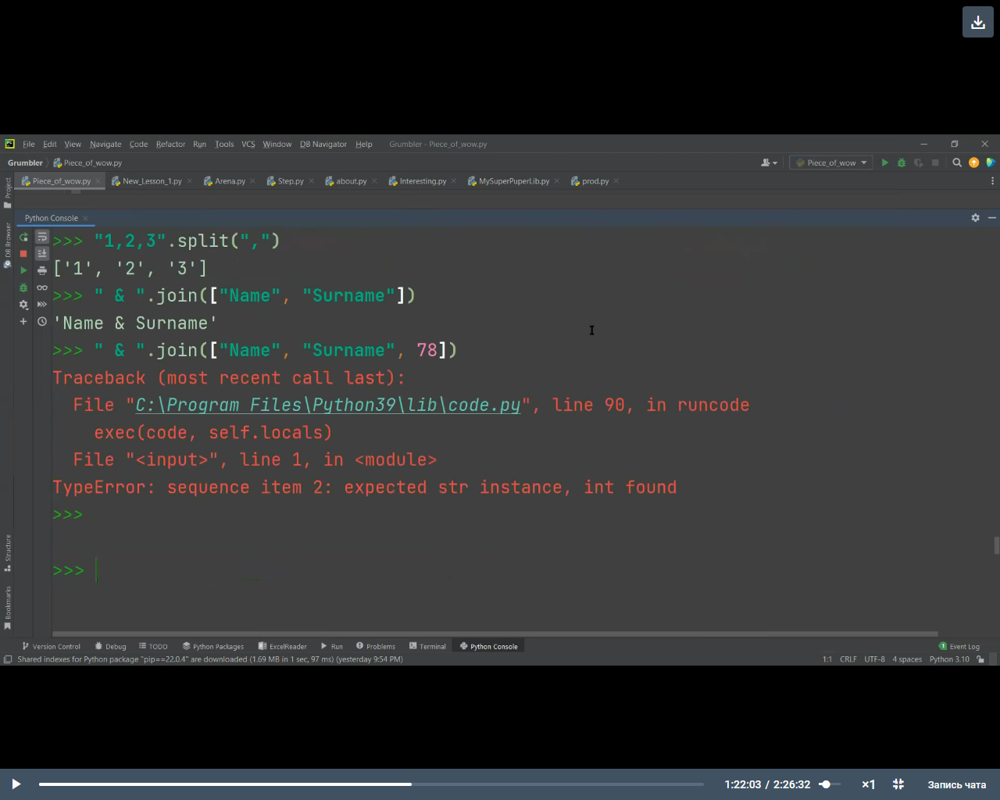 File Edit View Navigate Code Refactor Run Tools VCS Window DB Navigator Help Grumbler - Piece_of_wow.py
Grumbler Piece_of_wow.py Piece_of_wow
Piece_of_wow.py New_Lesson_1.py Arena.py Step.py about.py Interesting.py MySuperPuperLib.py prod.py
Project
DB Browser
Python Console
>>> "1,2,3".split(",")
['1', '2', '3']
>>> " & ".join(["Name", "Surname"])
'Name & Surname'
>>> " & ".join(["Name", "Surname", 78])
Traceback (most recent call last):
File "C:\Program Files\Python39\lib\code.py", line 90, in runcode
exec(code, self.locals)
File "<input>", line 1, in <module>
TypeError: sequence item 2: expected str instance, int found
>>>
>>>
Structure
Bookmarks
Version Control Debug TODO Python Packages ExcelReader Run Problems Terminal Python Console 1 Event Log
Shared indexes for Python package "pip==22.0.4" are downloaded (1.69 MB in 1 sec, 97 ms) (yesterday 9:54 PM) 1:1 CRLF UTF-8 4 spaces Python 3.10
1:22:03 / 2:26:32 ×1 Запись чата